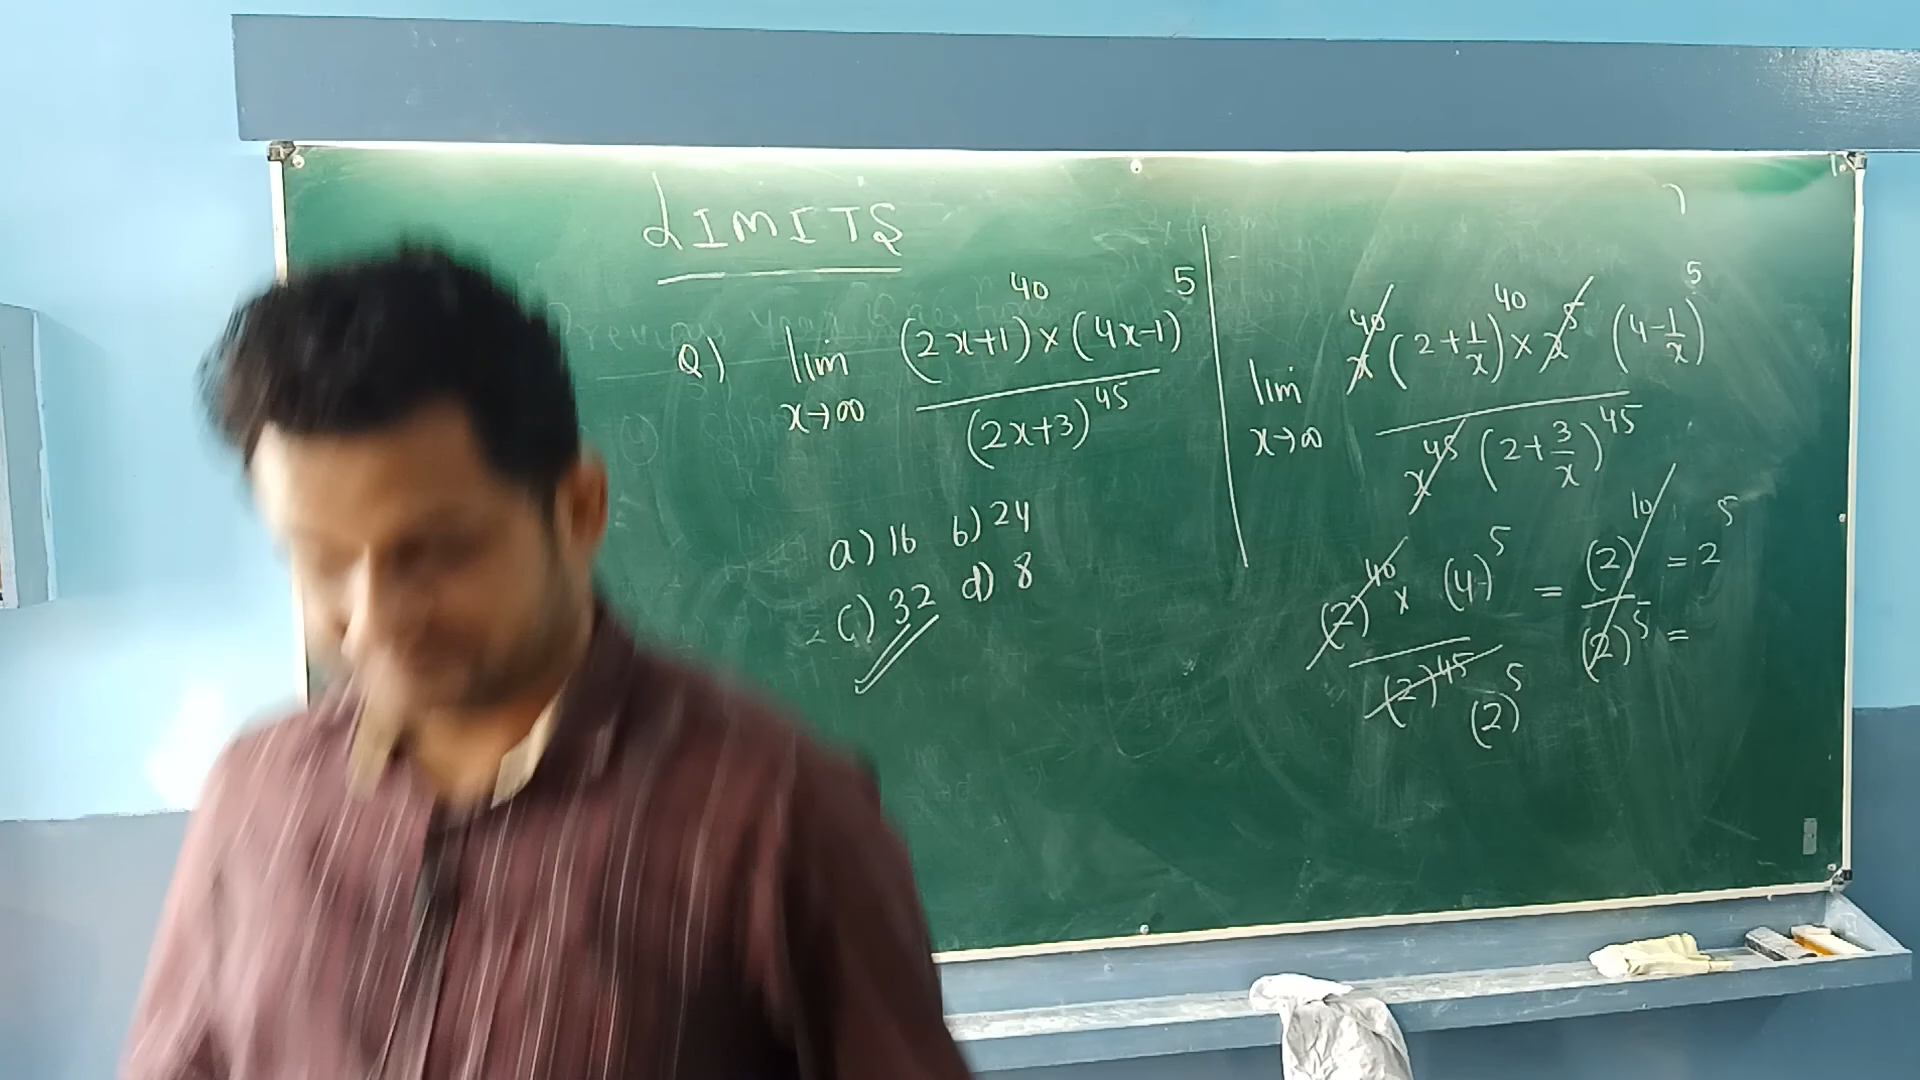 LIMITS
Q) lim x→∞ (2x+1)^40 × (4x-1)^5 / (2x+3)^45
a) 16 b) 24
c) 32 d) 8
lim x→∞ x^40 (2+1/x)^40 × x^5 (4-1/x)^5 / x^45 (2+3/x)^45
(2)^40 × (4)^5 / (2)^45 (2)^5 = (2)^10 / (2)^5 = 2^5
=